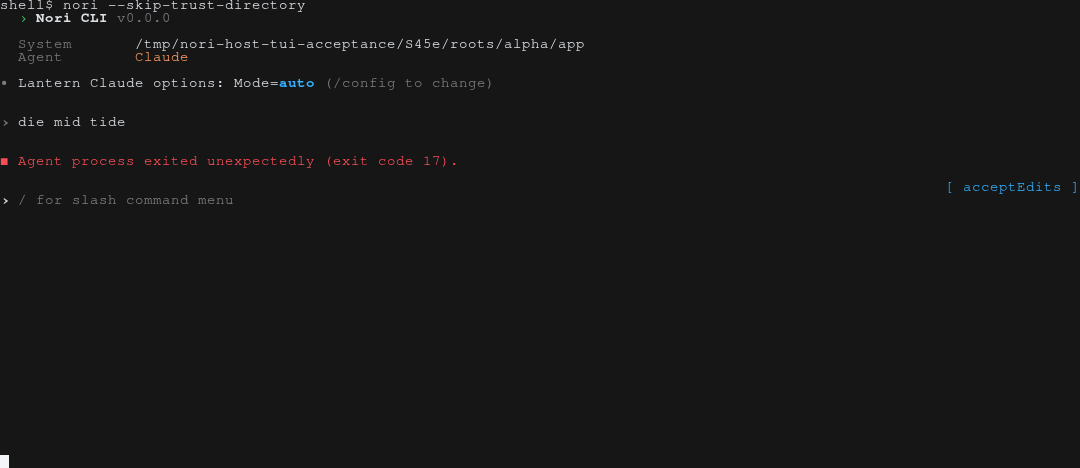 shell$ nori --skip-trust-directory
› Nori CLI v0.0.0
System /tmp/nori-host-tui-acceptance/S45e/roots/alpha/app
Agent Claude
• Lantern Claude options: Mode=auto (/config to change)
› die mid tide
■ Agent process exited unexpectedly (exit code 17).
[ acceptEdits ]
› / for slash command menu